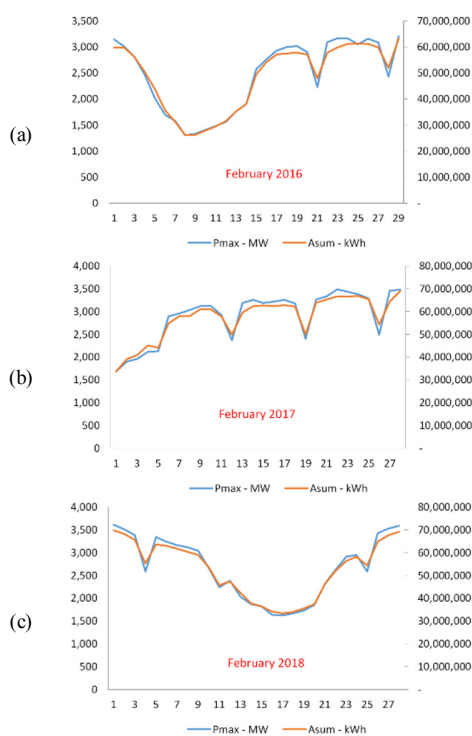 (a)
3,500 70,000,000
3,000 60,000,000
2,500 50,000,000
2,000 40,000,000
1,500 30,000,000
1,000 20,000,000
500 10,000,000
0 -
February 2016
1 3 5 7 9 11 13 15 17 19 21 23 25 27 29
Pmax - MW Asum - kWh
(b)
4,000 80,000,000
3,500 70,000,000
3,000 60,000,000
2,500 50,000,000
2,000 40,000,000
1,500 30,000,000
1,000 20,000,000
500 10,000,000
0 -
February 2017
1 3 5 7 9 11 13 15 17 19 21 23 25 27
Pmax - MW Asum - kWh
(c)
4,000 80,000,000
3,500 70,000,000
3,000 60,000,000
2,500 50,000,000
2,000 40,000,000
1,500 30,000,000
1,000 20,000,000
500 10,000,000
0 -
February 2018
1 3 5 7 9 11 13 15 17 19 21 23 25 27
Pmax - MW Asum - kWh